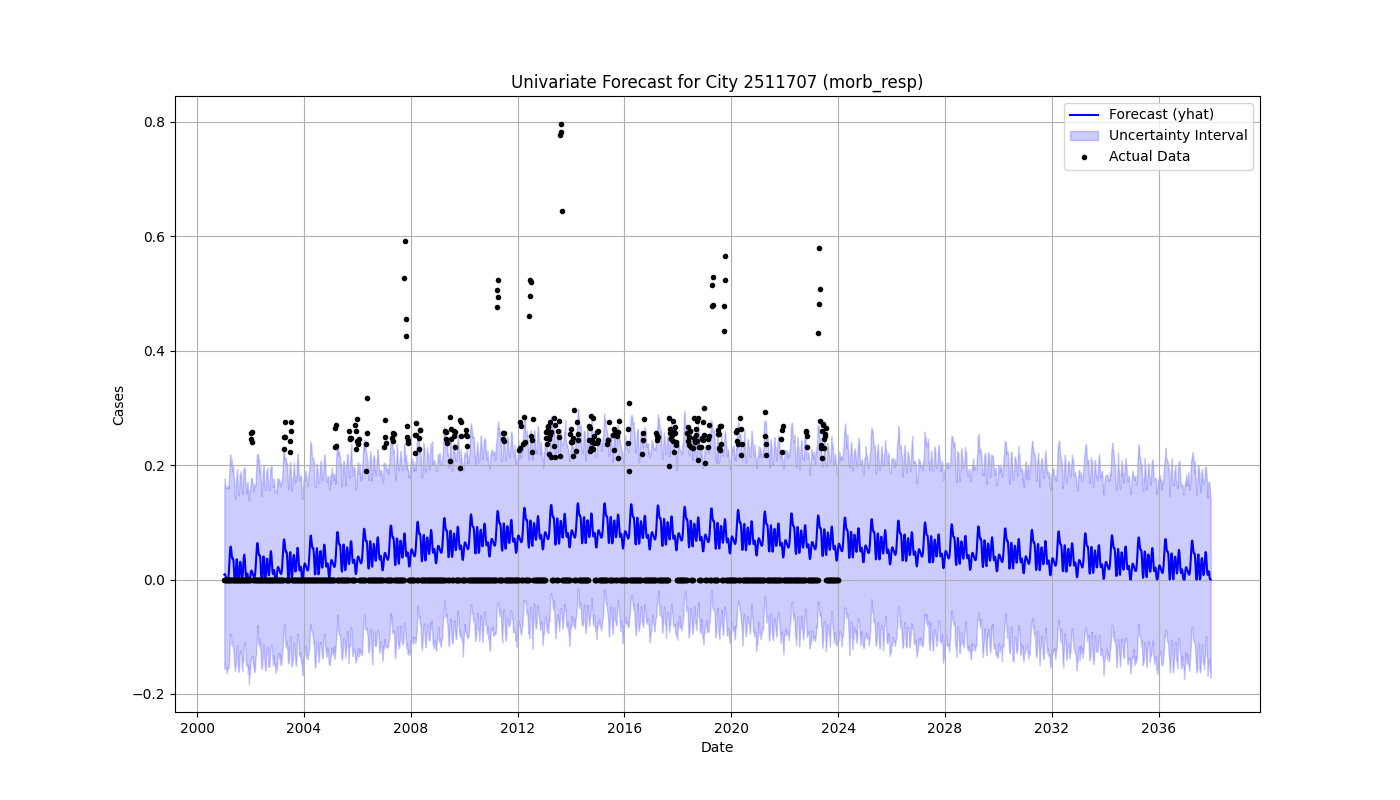 Univariate Forecast for City 2511707 (morb_resp)
Forecast (yhat)
Uncertainty Interval
Actual Data
Cases
0.8
0.6
0.4
0.2
0.0
−0.2
2000 2004 2008 2012 2016 2020 2024 2028 2032 2036
Date